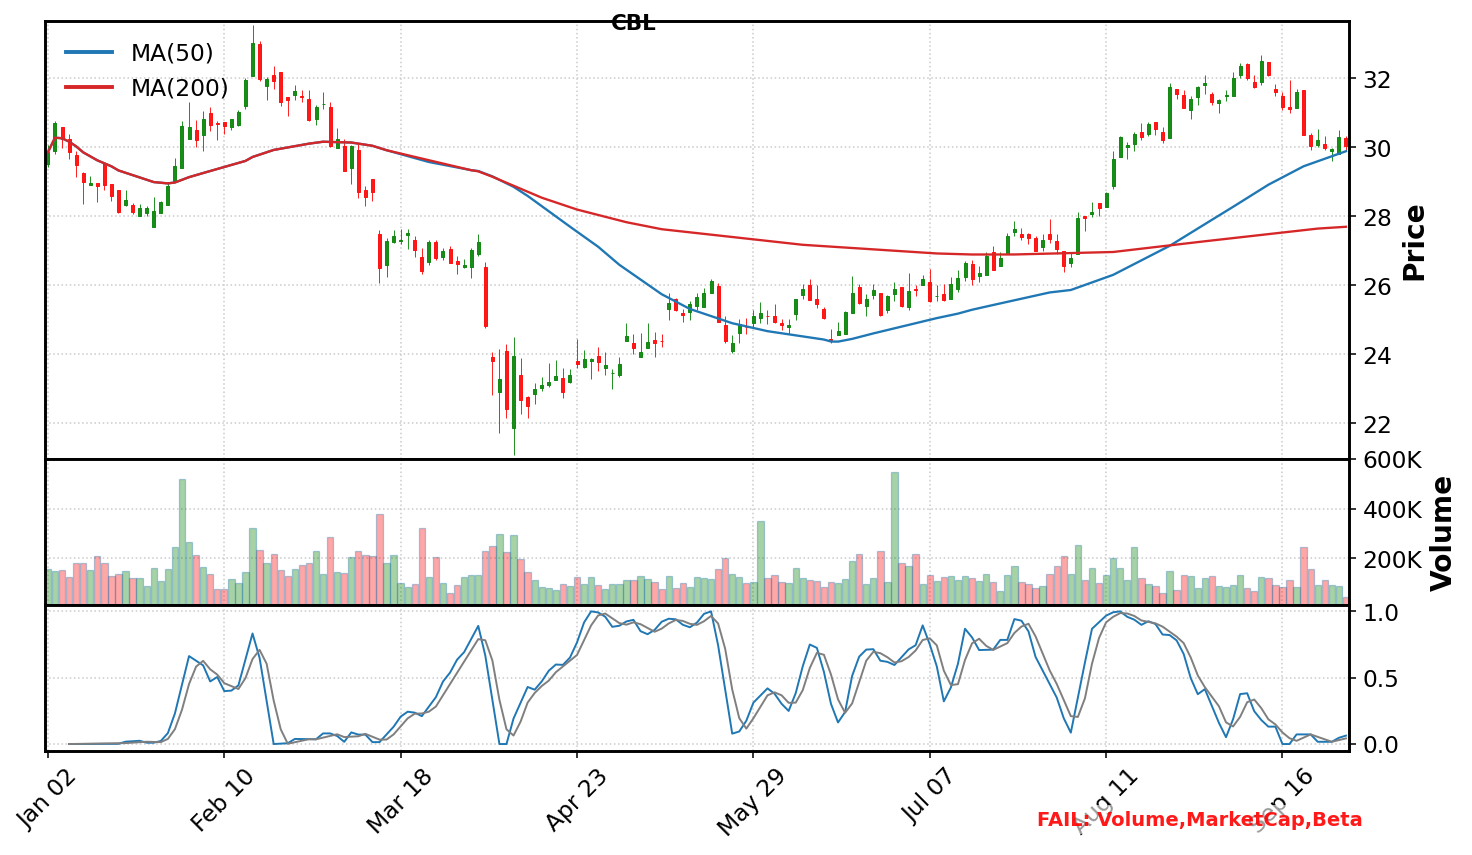 CBL
MA(50)
MA(200)
32
30
28
26
24
22
Price
600K
400K
200K
Volume
1.0
0.5
0.0
Jan 02
Feb 10
Mar 18
Apr 23
May 29
Jul 07
Aug 11
Sep 16
FAIL: Volume,MarketCap,Beta